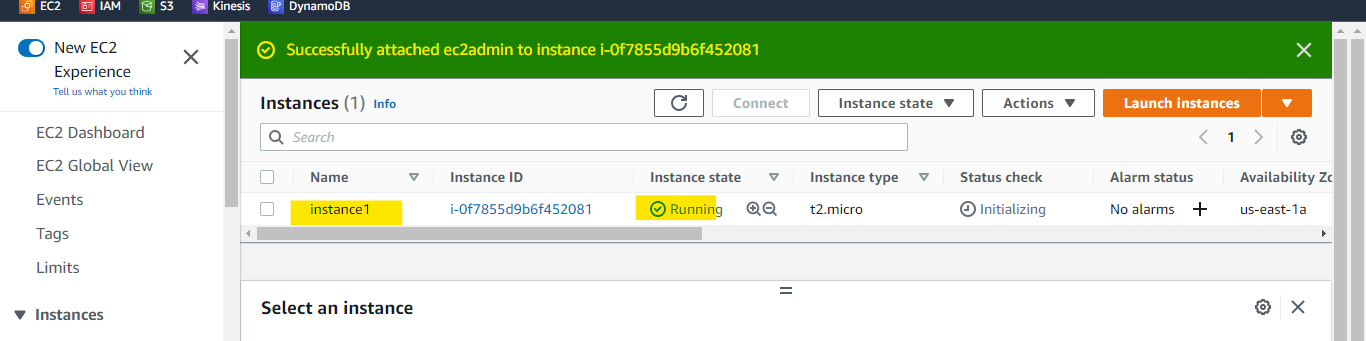 EC2 IAM S3 Kinesis DynamoDB
New EC2
Experience
Tell us what you think
EC2 Dashboard
EC2 Global View
Events
Tags
Limits
Instances
Successfully attached ec2admin to instance i-0f7855d9b6f452081
Instances (1) Info
Connect
Instance state
Actions
Launch instances
Search
1
Name Instance ID Instance state Instance type Status check Alarm status Availability Zo
instance1 i-0f7855d9b6f452081 Running t2.micro Initializing No alarms us-east-1a
Select an instance